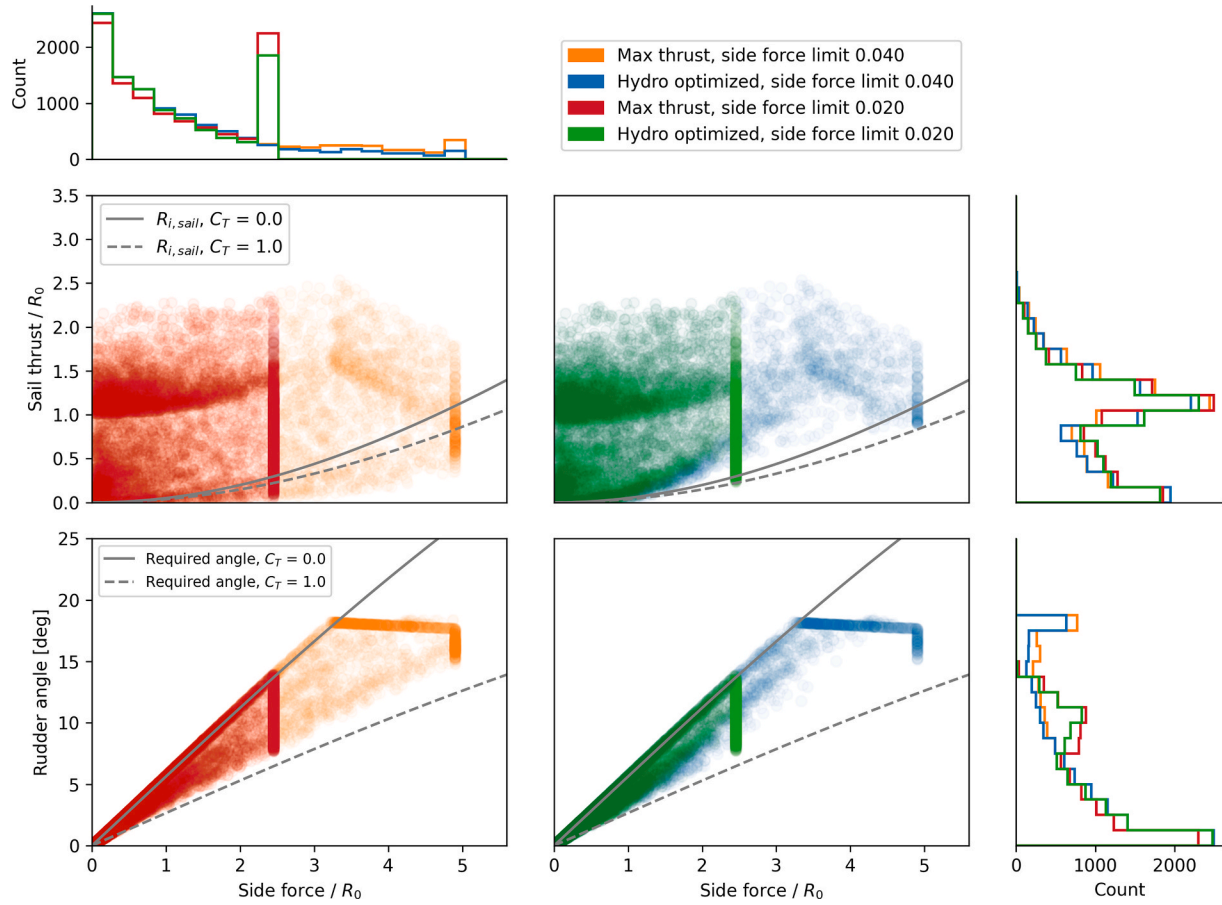 2000
1000
0
Count
Max thrust, side force limit 0.040
Hydro optimized, side force limit 0.040
Max thrust, side force limit 0.020
Hydro optimized, side force limit 0.020
3.5
3.0
2.5
2.0
1.5
1.0
0.5
0.0
Sail thrust / R0
Ri,sail, CT = 0.0
Ri,sail, CT = 1.0
25
20
15
10
5
0
Rudder angle [deg]
Required angle, CT = 0.0
Required angle, CT = 1.0
0 1 2 3 4 5
Side force / R0
0 1 2 3 4 5
Side force / R0
0 1000 2000
Count